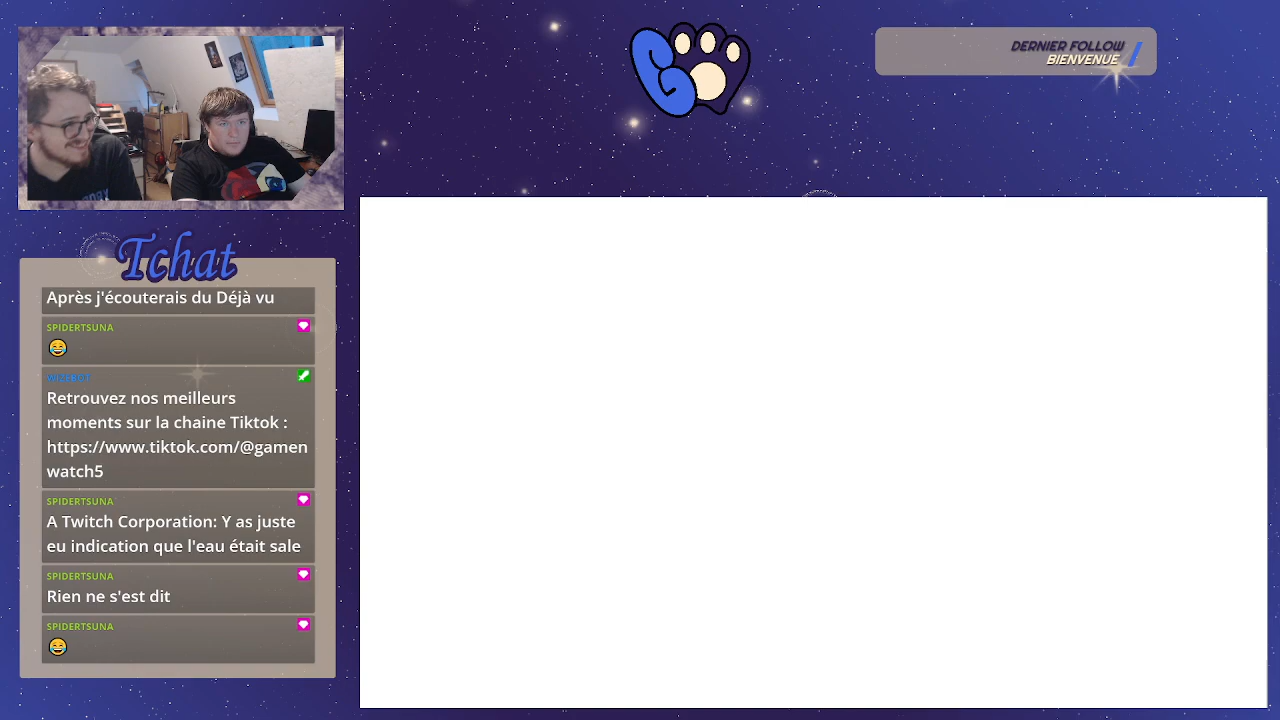 DERNIER FOLLOW
BIENVENUE
Tchat
Après j'écouterais du Déjà vu
SPIDERTSUNA
😂
WIZEBOT
Retrouvez nos meilleurs
moments sur la chaine Tiktok :
https://www.tiktok.com/@gamen
watch5
SPIDERTSUNA
A Twitch Corporation: Y as juste
eu indication que l'eau était sale
SPIDERTSUNA
Rien ne s'est dit
SPIDERTSUNA
😂